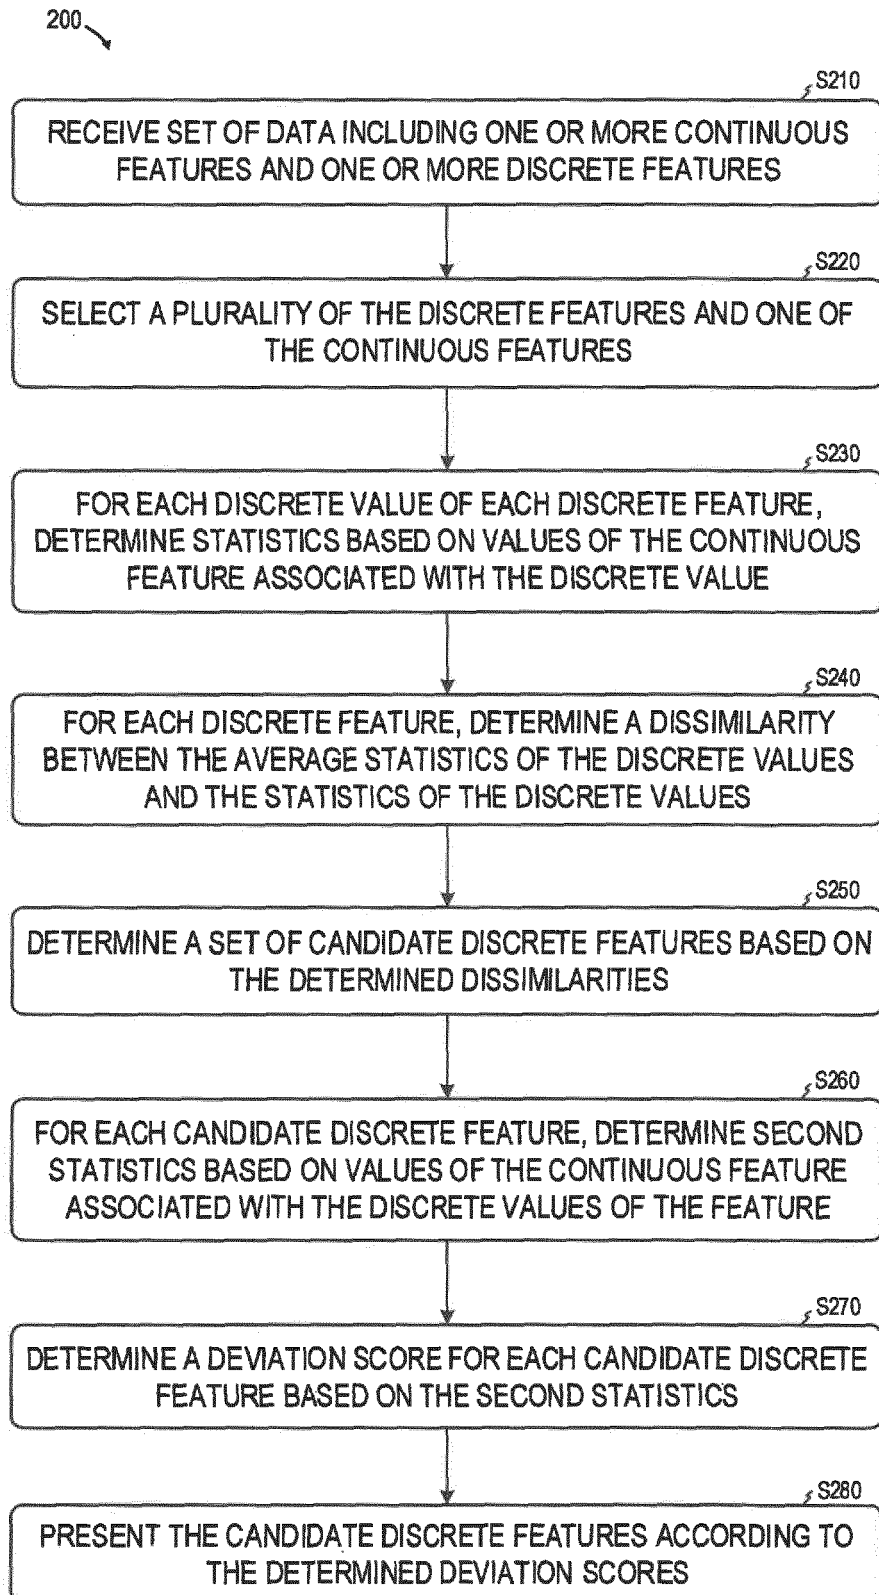 200
S210
RECEIVE SET OF DATA INCLUDING ONE OR MORE CONTINUOUS
FEATURES AND ONE OR MORE DISCRETE FEATURES
S220
SELECT A PLURALITY OF THE DISCRETE FEATURES AND ONE OF
THE CONTINUOUS FEATURES
S230
FOR EACH DISCRETE VALUE OF EACH DISCRETE FEATURE,
DETERMINE STATISTICS BASED ON VALUES OF THE CONTINUOUS
FEATURE ASSOCIATED WITH THE DISCRETE VALUE
S240
FOR EACH DISCRETE FEATURE, DETERMINE A DISSIMILARITY
BETWEEN THE AVERAGE STATISTICS OF THE DISCRETE VALUES
AND THE STATISTICS OF THE DISCRETE VALUES
S250
DETERMINE A SET OF CANDIDATE DISCRETE FEATURES BASED ON
THE DETERMINED DISSIMILARITIES
S260
FOR EACH CANDIDATE DISCRETE FEATURE, DETERMINE SECOND
STATISTICS BASED ON VALUES OF THE CONTINUOUS FEATURE
ASSOCIATED WITH THE DISCRETE VALUES OF THE FEATURE
S270
DETERMINE A DEVIATION SCORE FOR EACH CANDIDATE DISCRETE
FEATURE BASED ON THE SECOND STATISTICS
S280
PRESENT THE CANDIDATE DISCRETE FEATURES ACCORDING TO
THE DETERMINED DEVIATION SCORES